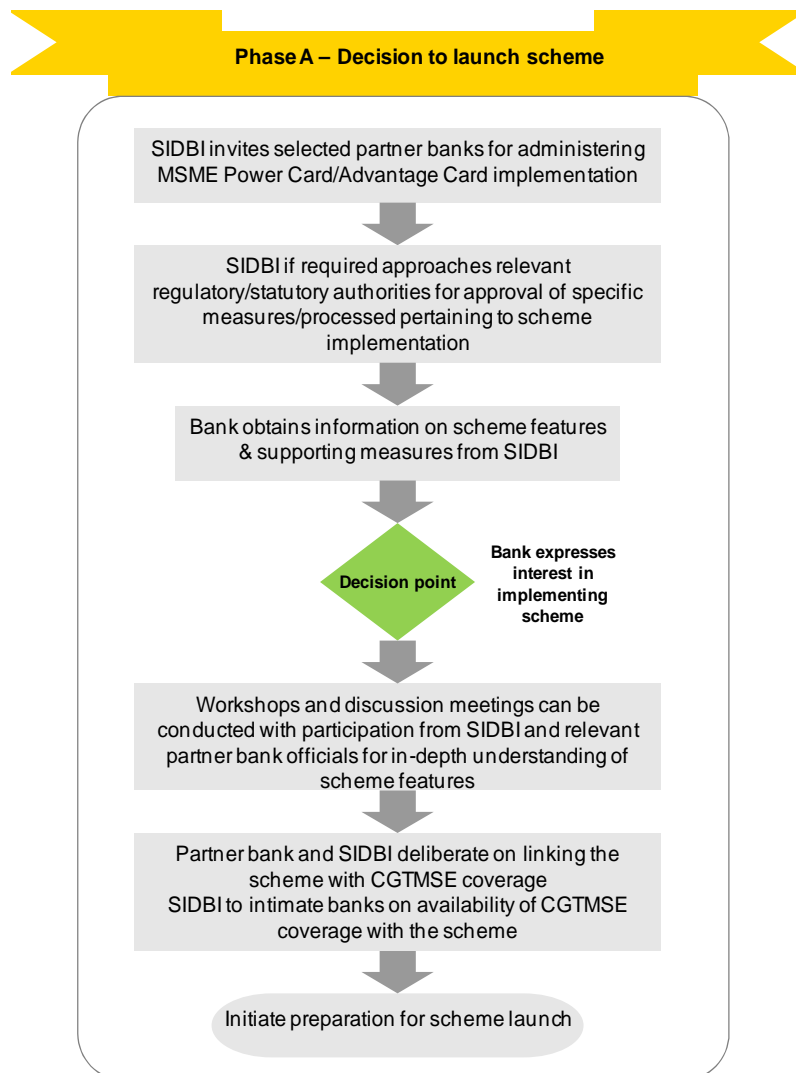 Phase A – Decision to launch scheme
SIDBI invites selected partner banks for administering
MSME Power Card/Advantage Card implementation
SIDBI if required approaches relevant
regulatory/statutory authorities for approval of specific
measures/processed pertaining to scheme
implementation
Bank obtains information on scheme features
& supporting measures from SIDBI
Decision point
Bank expresses
interest in
implementing
scheme
Workshops and discussion meetings can be
conducted with participation from SIDBI and relevant
partner bank officials for in-depth understanding of
scheme features
Partner bank and SIDBI deliberate on linking the
scheme with CGTMSE coverage
SIDBI to intimate banks on availability of CGTMSE
coverage with the scheme
Initiate preparation for scheme launch